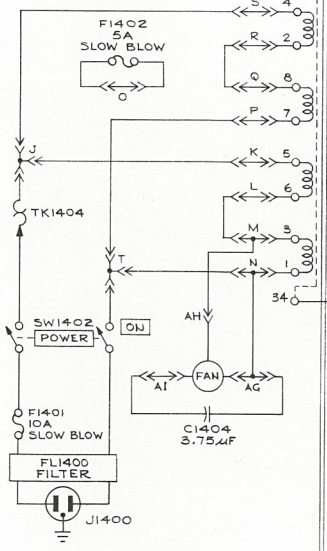 S 4
F1402
5A
SLOW BLOW
R 2
Q 8
O
P 7
J
K 5
L 6
TK1404
M 3
T
N 1
34
AH
SW1402
ON
POWER
AI FAN AG
F1401
10A
SLOW BLOW
C1404
3.75µF
FL1400
FILTER
J1400